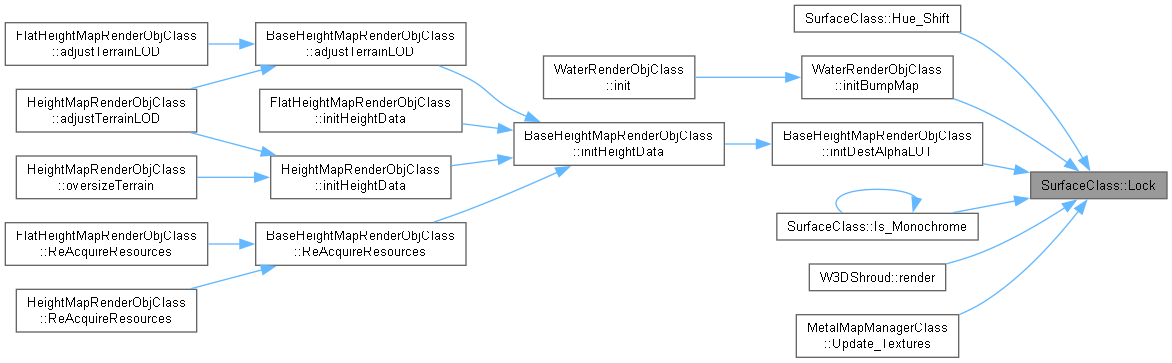 FlatHeightMapRenderObjClass
::adjustTerrainLOD
HeightMapRenderObjClass
::adjustTerrainLOD
HeightMapRenderObjClass
::oversizeTerrain
FlatHeightMapRenderObjClass
::ReAcquireResources
HeightMapRenderObjClass
::ReAcquireResources
BaseHeightMapRenderObjClass
::adjustTerrainLOD
FlatHeightMapRenderObjClass
::initHeightData
HeightMapRenderObjClass
::initHeightData
BaseHeightMapRenderObjClass
::ReAcquireResources
WaterRenderObjClass
::init
BaseHeightMapRenderObjClass
::initHeightData
SurfaceClass::Hue_Shift
WaterRenderObjClass
::initBumpMap
BaseHeightMapRenderObjClass
::initDestAlphaLUT
SurfaceClass::Is_Monochrome
W3DShroud::render
MetalMapManagerClass
::Update_Textures
SurfaceClass::Lock